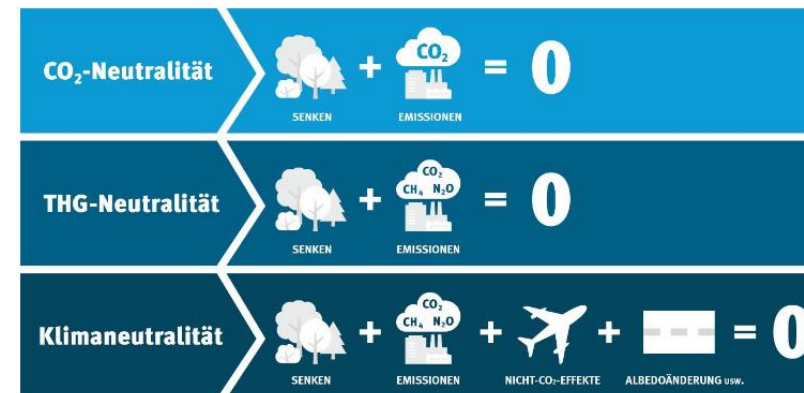 CO₂-Neutralität
+ CO₂ = 0
SENKEN EMISSIONEN
THG-Neutralität
+ CO₂ CH₄ N₂O = 0
SENKEN EMISSIONEN
Klimaneutralität
+ CO₂ CH₄ N₂O + + = 0
SENKEN EMISSIONEN NICHT-CO₂-EFFEKTE ALBEDOÄNDERUNG USW.